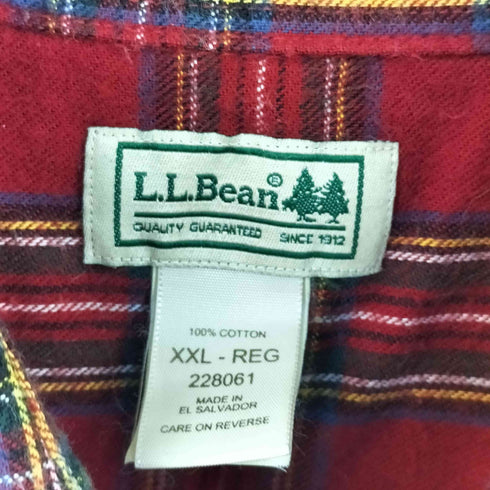 L.L.Bean®
QUALITY GUARANTEED SINCE 1912
100% COTTON
XXL - REG
228061
MADE IN
EL SALVADOR
CARE ON REVERSE